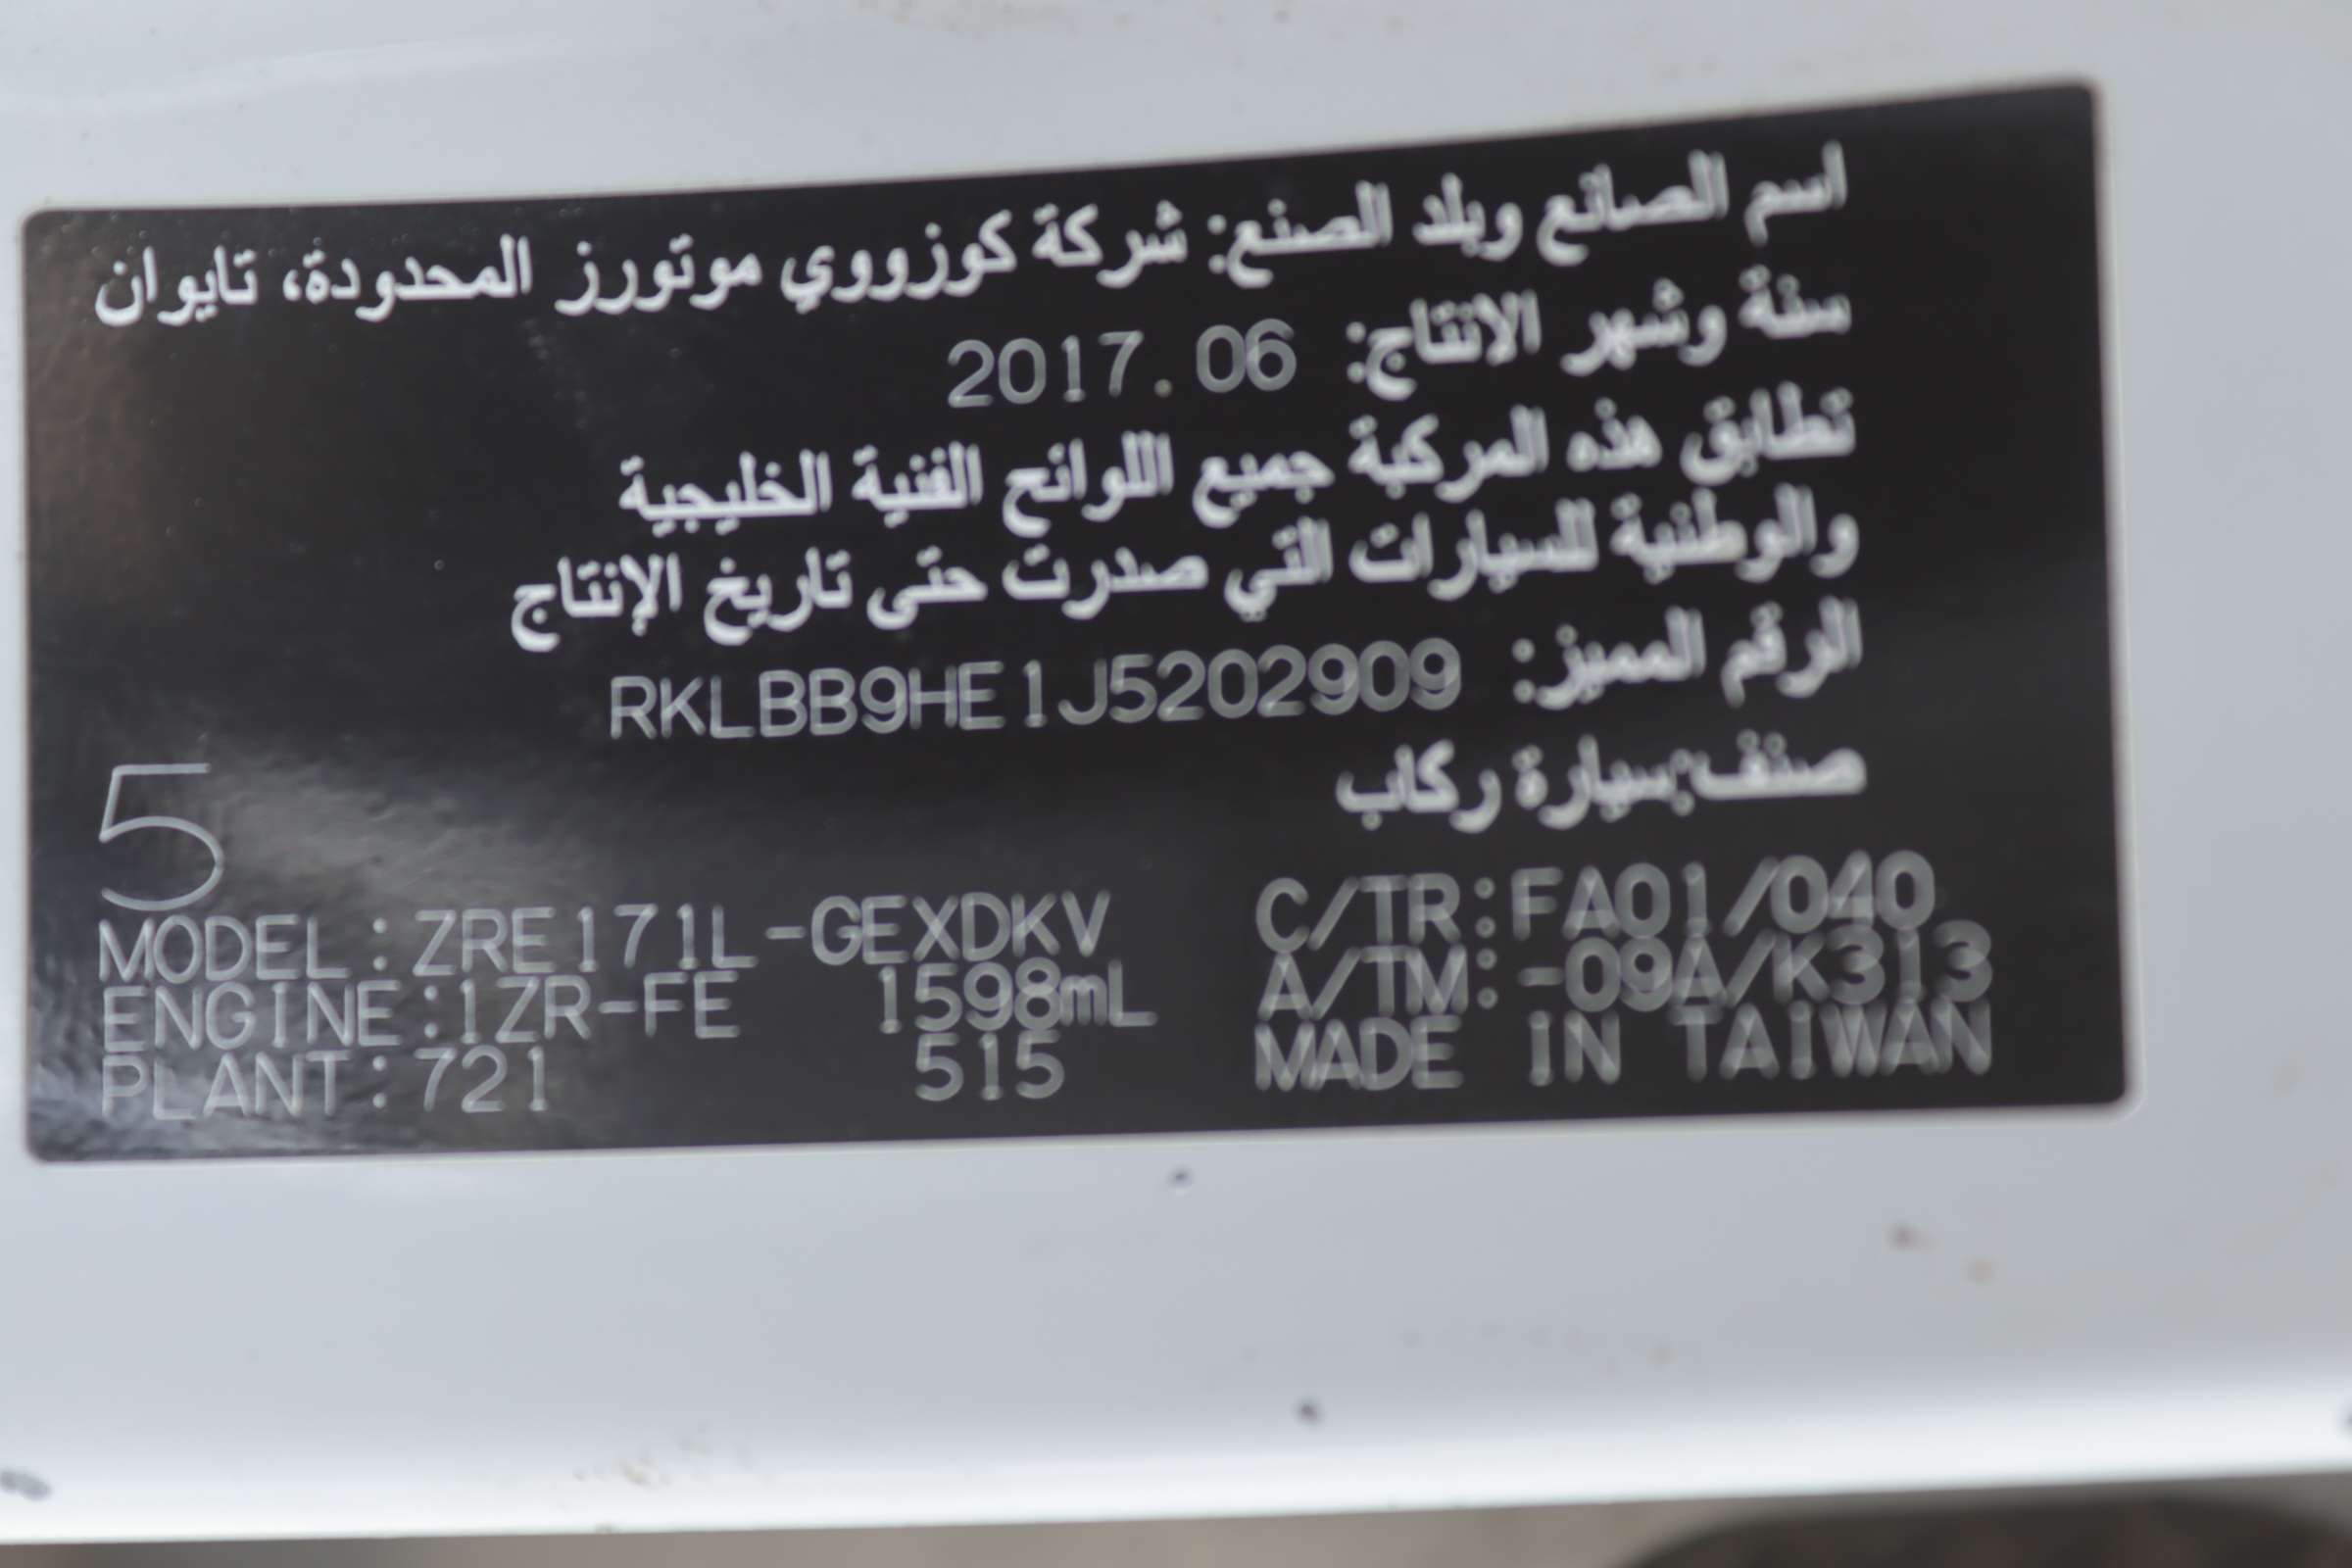 اسم الصانع وبلد الصنع: شركة كوزووي موتورز المحدودة، تايوان
سنة وشهر الانتاج: 2017.06
تطابق هذه المركبة جميع اللوائح الفنية الخليجية
والوطنية للسيارات التي صدرت حتى تاريخ الإنتاج
الرقم المميز: RKLBB9HE1J5202909
صنف:سيارة ركاب
5
MODEL:ZRE171L-GEXDKV C/TR:FA01/040
ENGINE:1ZR-FE 1598mL A/TM:-09A/K313
PLANT:721 515 MADE IN TAIWAN